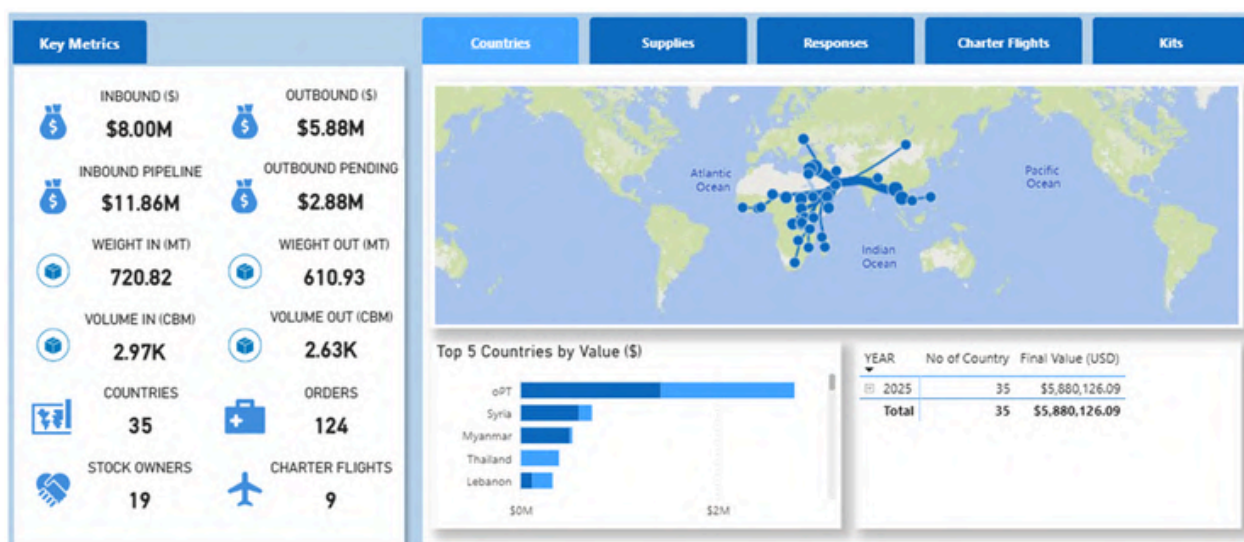 Key Metrics
Countries
Supplies
Responses
Charter Flights
Kits
INBOUND ($)
$8.00M
OUTBOUND ($)
$5.88M
INBOUND PIPELINE
$11.86M
OUTBOUND PENDING
$2.88M
WEIGHT IN (MT)
720.82
WIEGHT OUT (MT)
610.93
VOLUME IN (CBM)
2.97K
VOLUME OUT (CBM)
2.63K
COUNTRIES
35
ORDERS
124
STOCK OWNERS
19
CHARTER FLIGHTS
9
Atlantic
Ocean
Indian
Ocean
Pacific
Ocean
Top 5 Countries by Value ($)
oPT
Syria
Myanmar
Thailand
Lebanon
$0M
$2M
YEAR No of Country Final Value (USD)
2025 35 $5,880,126.09
Total 35 $5,880,126.09